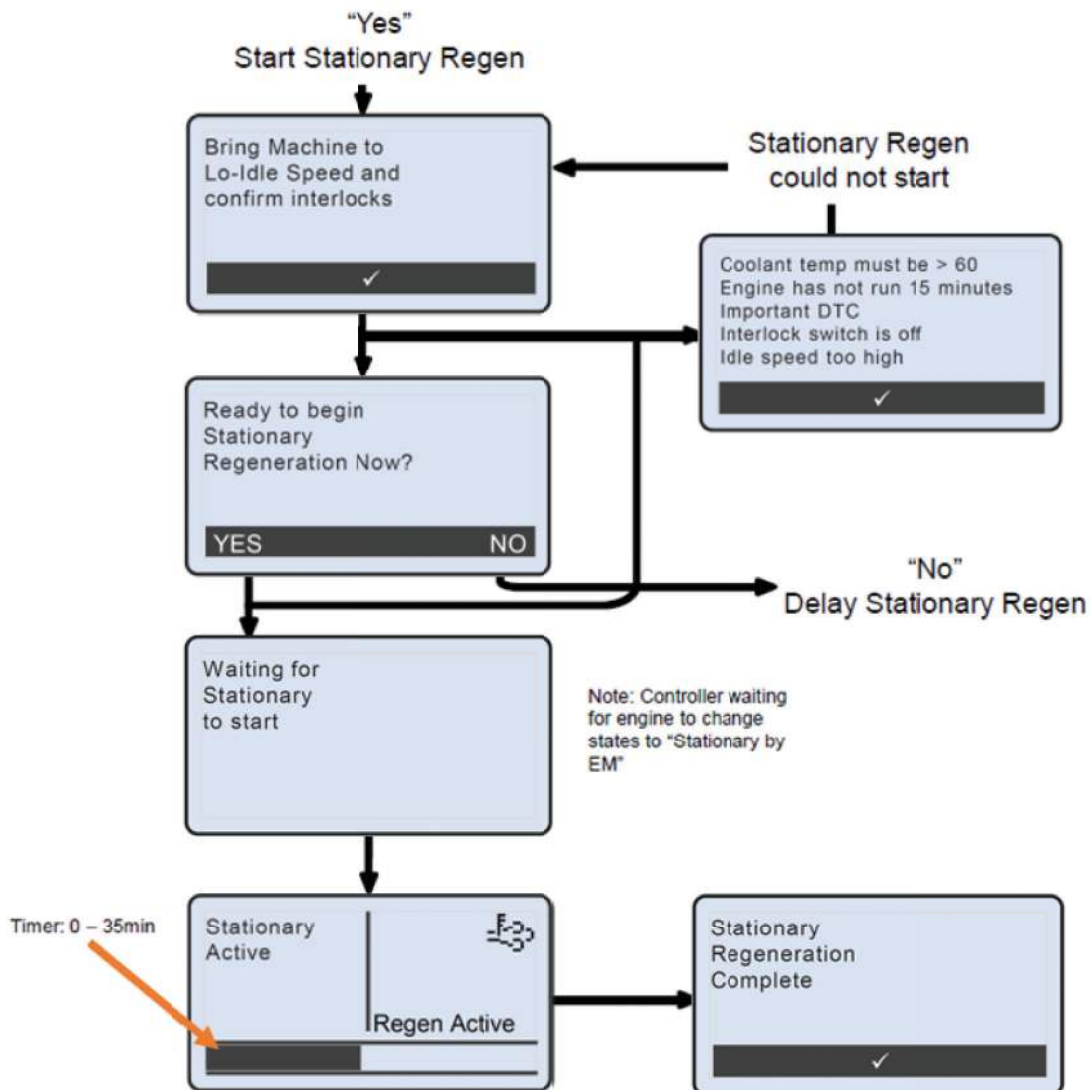 “Yes”
Start Stationary Regen
Bring Machine to
Lo-Idle Speed and
confirm interlocks
✓
Stationary Regen
could not start
Coolant temp must be > 60
Engine has not run 15 minutes
Important DTC
Interlock switch is off
Idle speed too high
✓
Ready to begin
Stationary
Regeneration Now?
YES NO
“No”
Delay Stationary Regen
Waiting for
Stationary
to start
Note: Controller waiting
for engine to change
states to “Stationary by
EM”
Timer: 0 – 35min
Stationary
Active
Regen Active
Stationary
Regeneration
Complete
✓